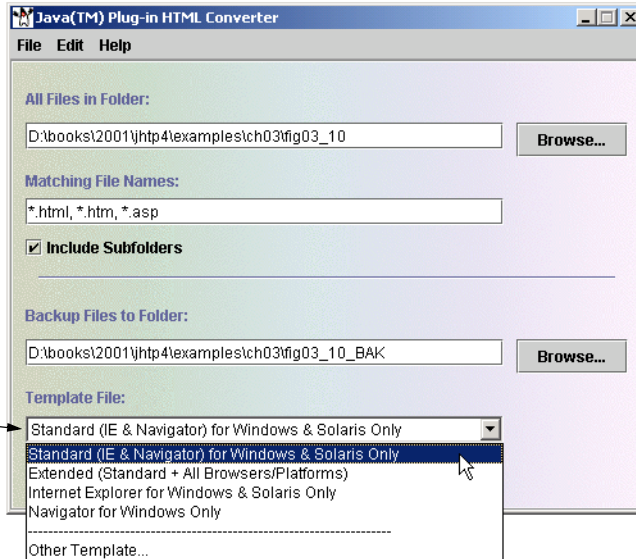 Java(TM) Plug-in HTML Converter
File Edit Help
All Files in Folder:
D:\books\2001\jhtp4\examples\ch03\fig03_10
Browse...
Matching File Names:
*.html, *.htm, *.asp
Include Subfolders
Backup Files to Folder:
D:\books\2001\jhtp4\examples\ch03\fig03_10_BAK
Browse...
Template File:
Standard (IE & Navigator) for Windows & Solaris Only
Standard (IE & Navigator) for Windows & Solaris Only
Extended (Standard + All Browsers/Platforms)
Internet Explorer for Windows & Solaris Only
Navigator for Windows Only
--------------------------------------------------------------------
Other Template...